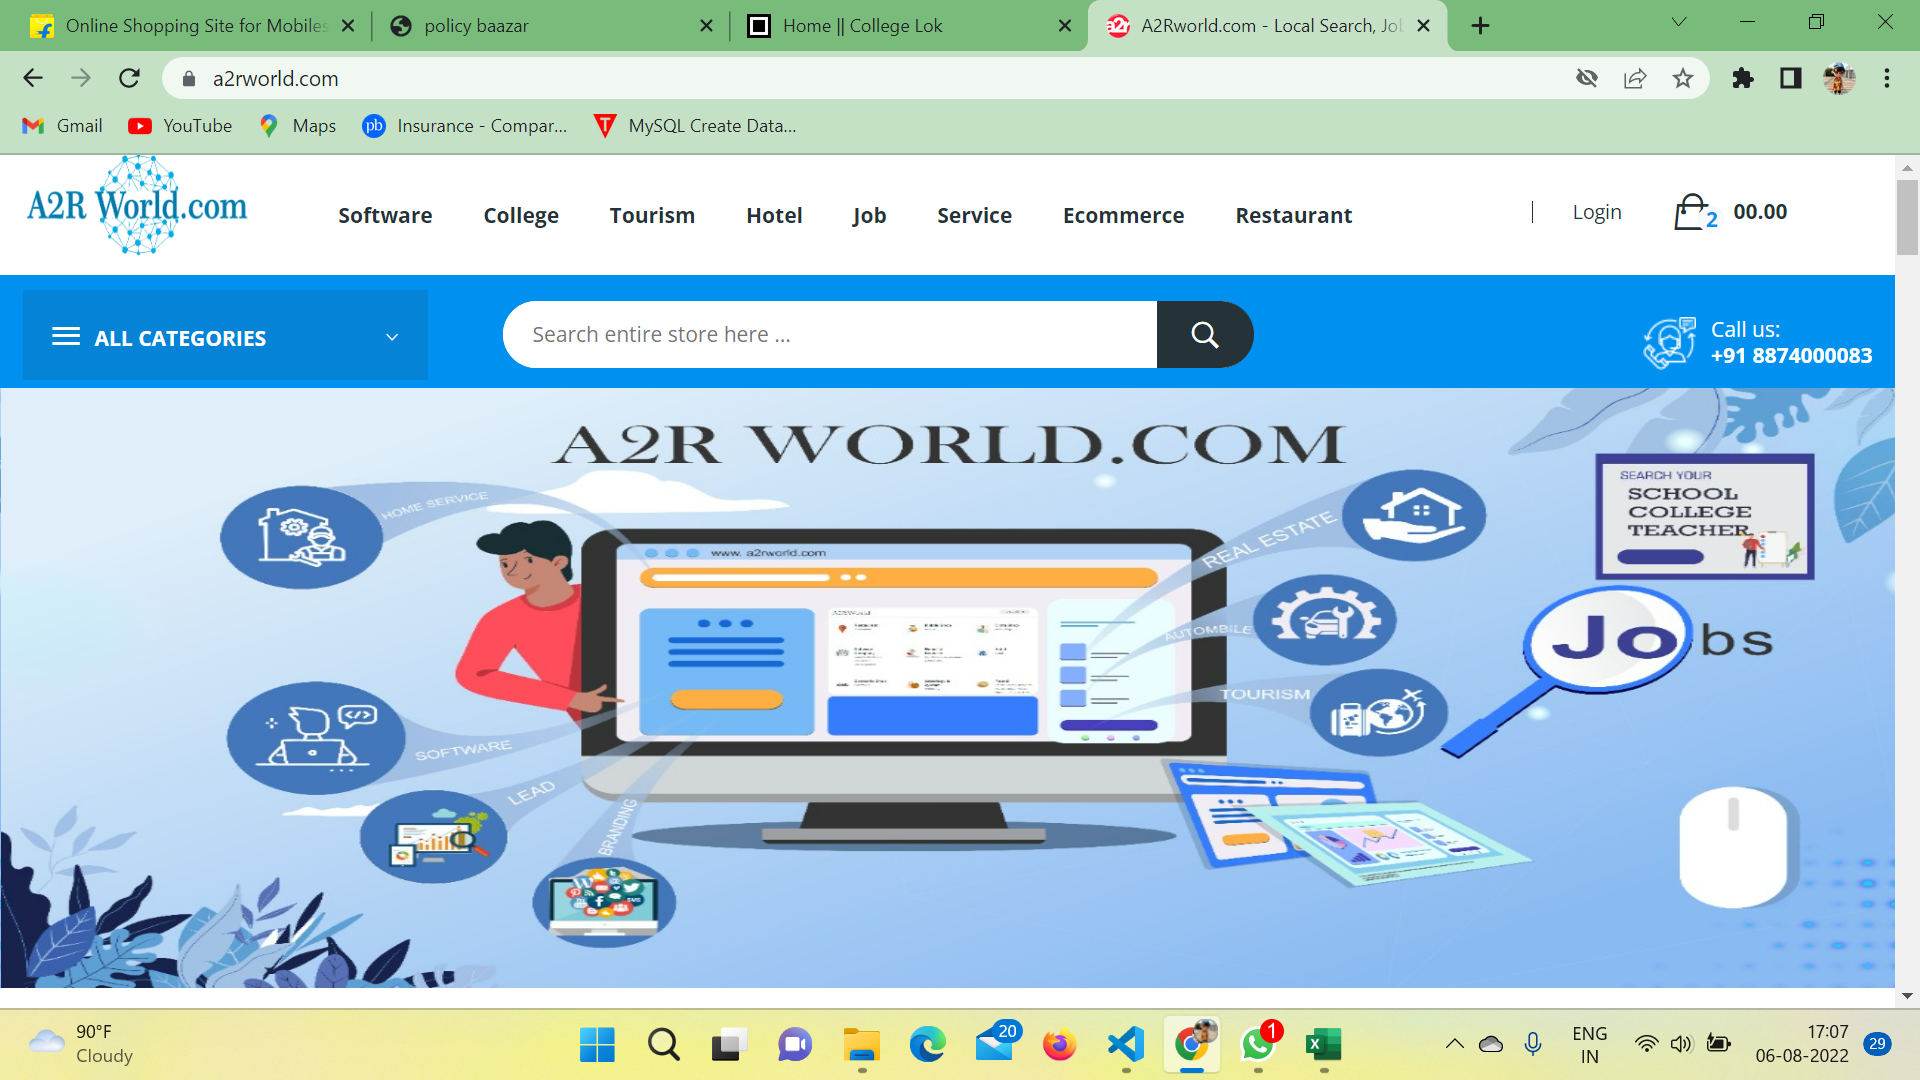 Online Shopping Site for Mobiles
policy baazar
Home || College Lok
A2Rworld.com - Local Search, Job
a2rworld.com
Gmail
YouTube
Maps
pb
Insurance - Compar...
MySQL Create Data...
A2R World.com
Software
College
Tourism
Hotel
Job
Service
Ecommerce
Restaurant
Login
2
00.00
ALL CATEGORIES
Search entire store here ...
Call us:
+91 8874000083
A2R WORLD.COM
SEARCH YOUR
SCHOOL
COLLEGE
TEACHER
HOME SERVICE
REAL ESTATE
www. a2rworld.com
A2RWorld
AUTOMBILE
Jobs
TOURISM
SOFTWARE
LEAD
BRANDING
90°F
Cloudy
20
1
ENG
IN
17:07
06-08-2022
29